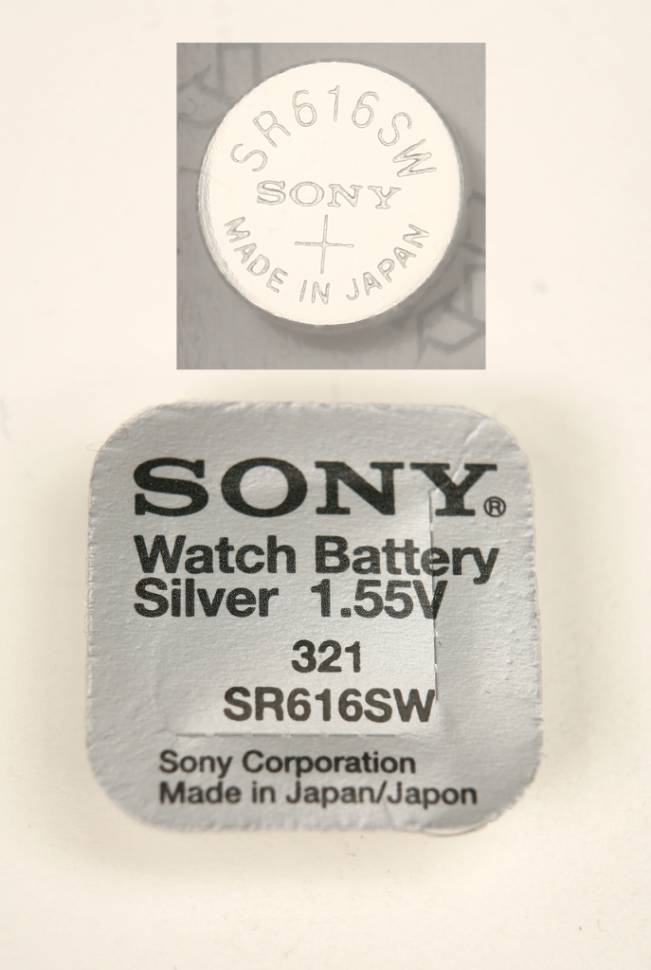 SR616SW
SONY
+
MADE IN JAPAN
SONY®
Watch Battery
Silver 1.55V
321
SR616SW
Sony Corporation
Made in Japan/Japon